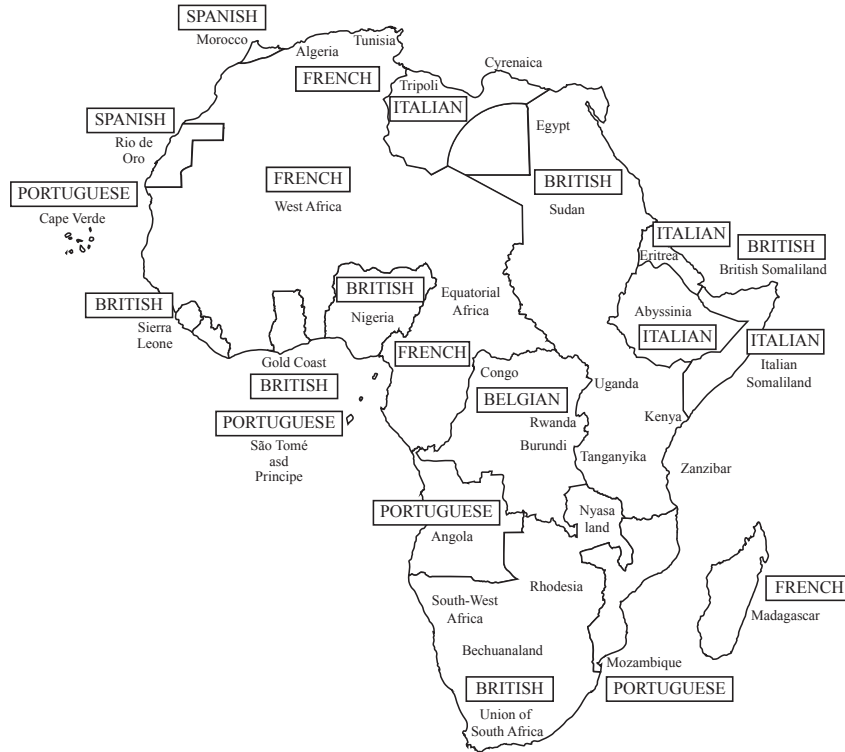 SPANISH
Morocco
Algeria
Tunisia
FRENCH
Cyrenaica
Tripoli
ITALIAN
Egypt
SPANISH
Rio de
Oro
PORTUGUESE
Cape Verde
FRENCH
West Africa
BRITISH
Sudan
ITALIAN
Eritrea
BRITISH
British Somaliland
BRITISH
Sierra
Leone
BRITISH
Nigeria
Equatorial
Africa
Abyssinia
ITALIAN
ITALIAN
Italian
Somaliland
Gold Coast
BRITISH
FRENCH
Congo
BELGIAN
Uganda
Rwanda
Burundi
Kenya
PORTUGUESE
São Tomé
asd
Principe
Tanganyika
Zanzibar
PORTUGUESE
Angola
Nyasa
land
Rhodesia
South-West
Africa
FRENCH
Madagascar
Bechuanaland
Mozambique
PORTUGUESE
BRITISH
Union of
South Africa